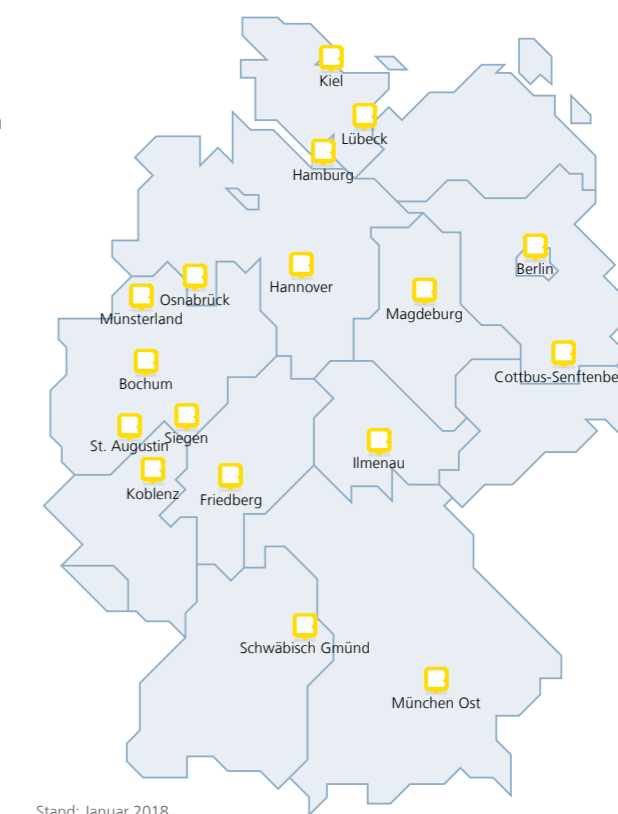 Kiel
Lübeck
Hamburg
Berlin
Hannover
Osnabrück
Magdeburg
Münsterland
Cottbus-Senftenbe
Bochum
Siegen
St. Augustin
Ilmenau
Koblenz
Friedberg
Schwäbisch Gmünd
München Ost
Stand: Januar 2018